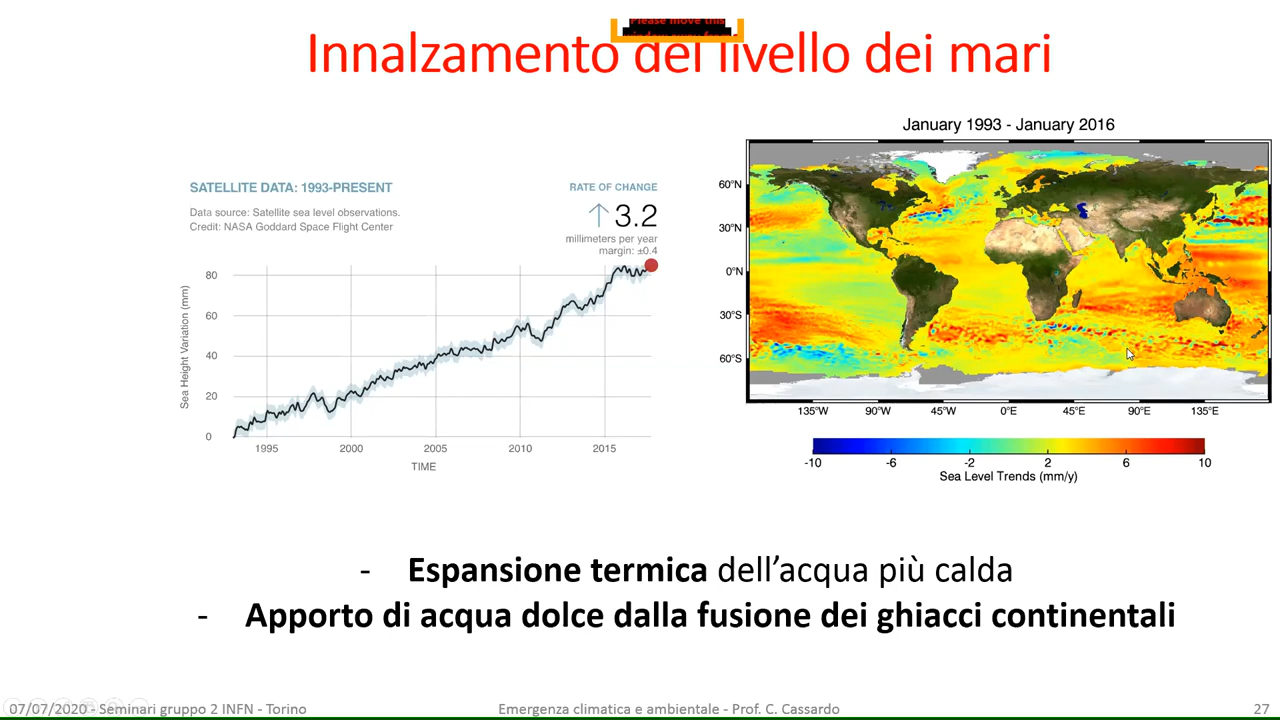 Please move this
Innalzamento del livello dei mari
January 1993 - January 2016
SATELLITE DATA: 1993-PRESENT
RATE OF CHANGE
Data source: Satellite sea level observations.
Credit: NASA Goddard Space Flight Center
↑ 3.2
millimeters per year
margin: ±0.4
80
60
40
20
0
Sea Height Variation (mm)
1995 2000 2005 2010 2015
TIME
60°N
30°N
0°N
30°S
60°S
135°W 90°W 45°W 0°E 45°E 90°E 135°E
-10 -6 -2 2 6 10
Sea Level Trends (mm/y)
- Espansione termica dell’acqua più calda
- Apporto di acqua dolce dalla fusione dei ghiacci continentali
07/07/2020 - Seminari gruppo 2 INFN - Torino
Emergenza climatica e ambientale - Prof. C. Cassardo
27